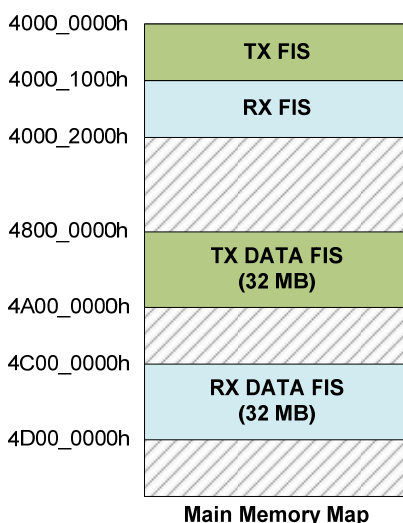 4000_0000h
TX FIS
4000_1000h
RX FIS
4000_2000h
4800_0000h
TX DATA FIS
(32 MB)
4A00_0000h
4C00_0000h
RX DATA FIS
(32 MB)
4D00_0000h
Main Memory Map